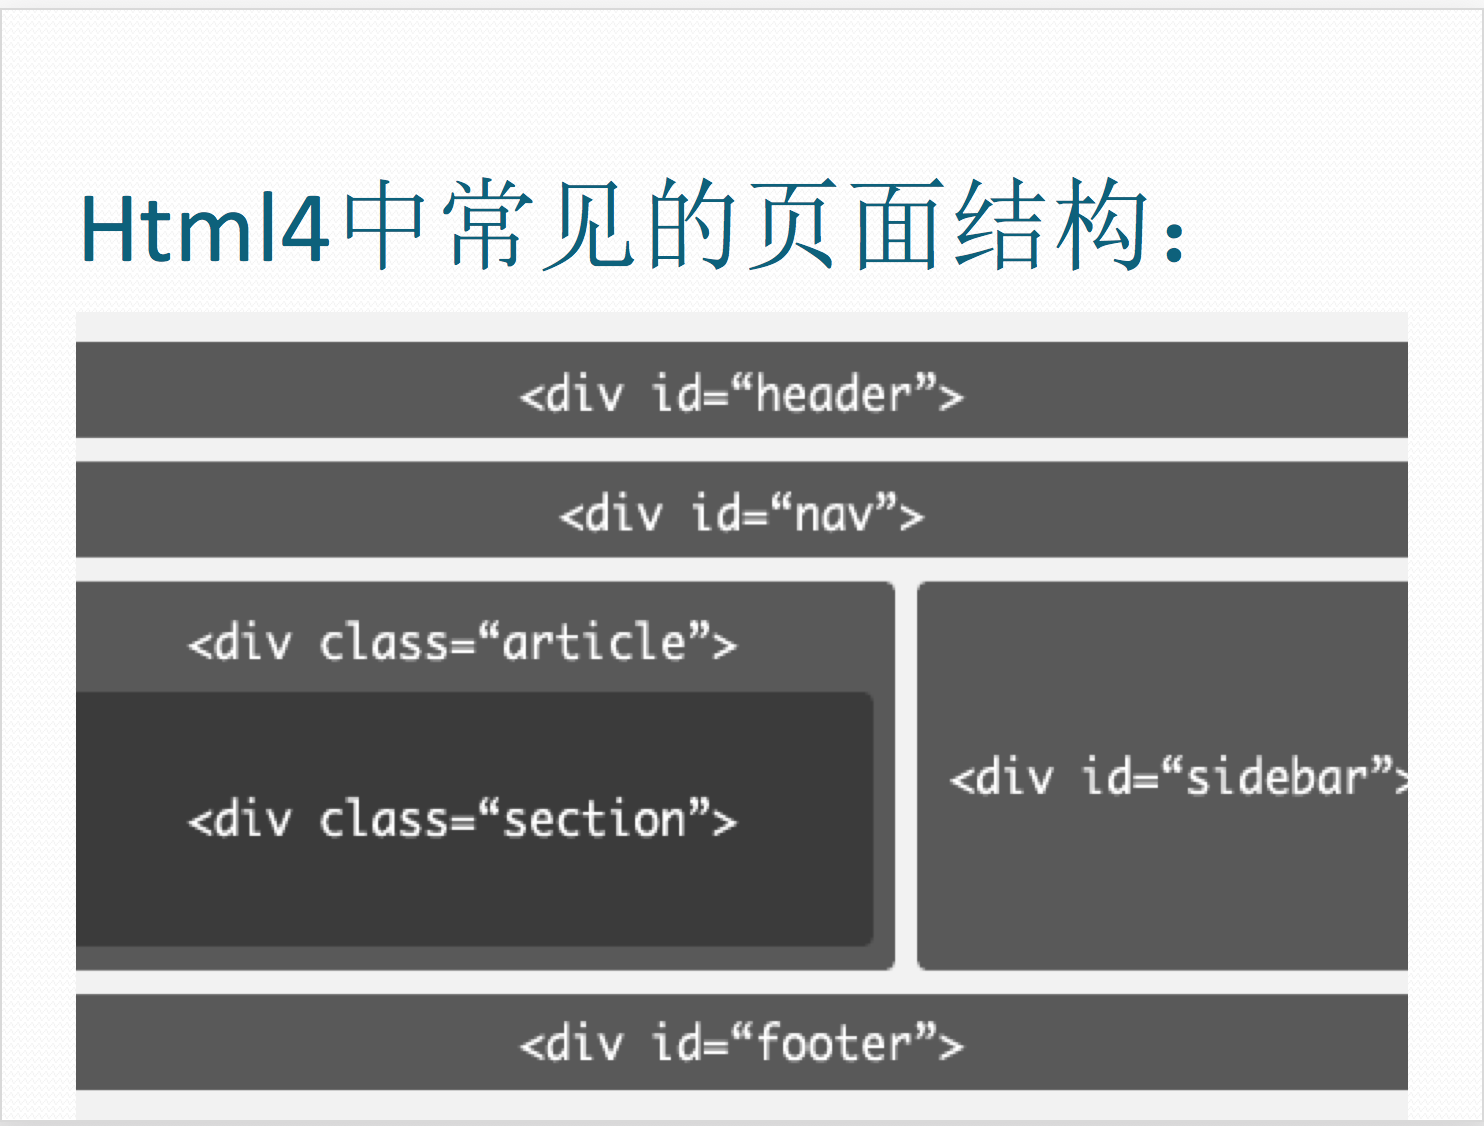 Html4中常见的页面结构：
<div id=“header”>
<div id=“nav”>
<div class=“article”>
<div class=“section”>
<div id=“sidebar”>
<div id=“footer”>